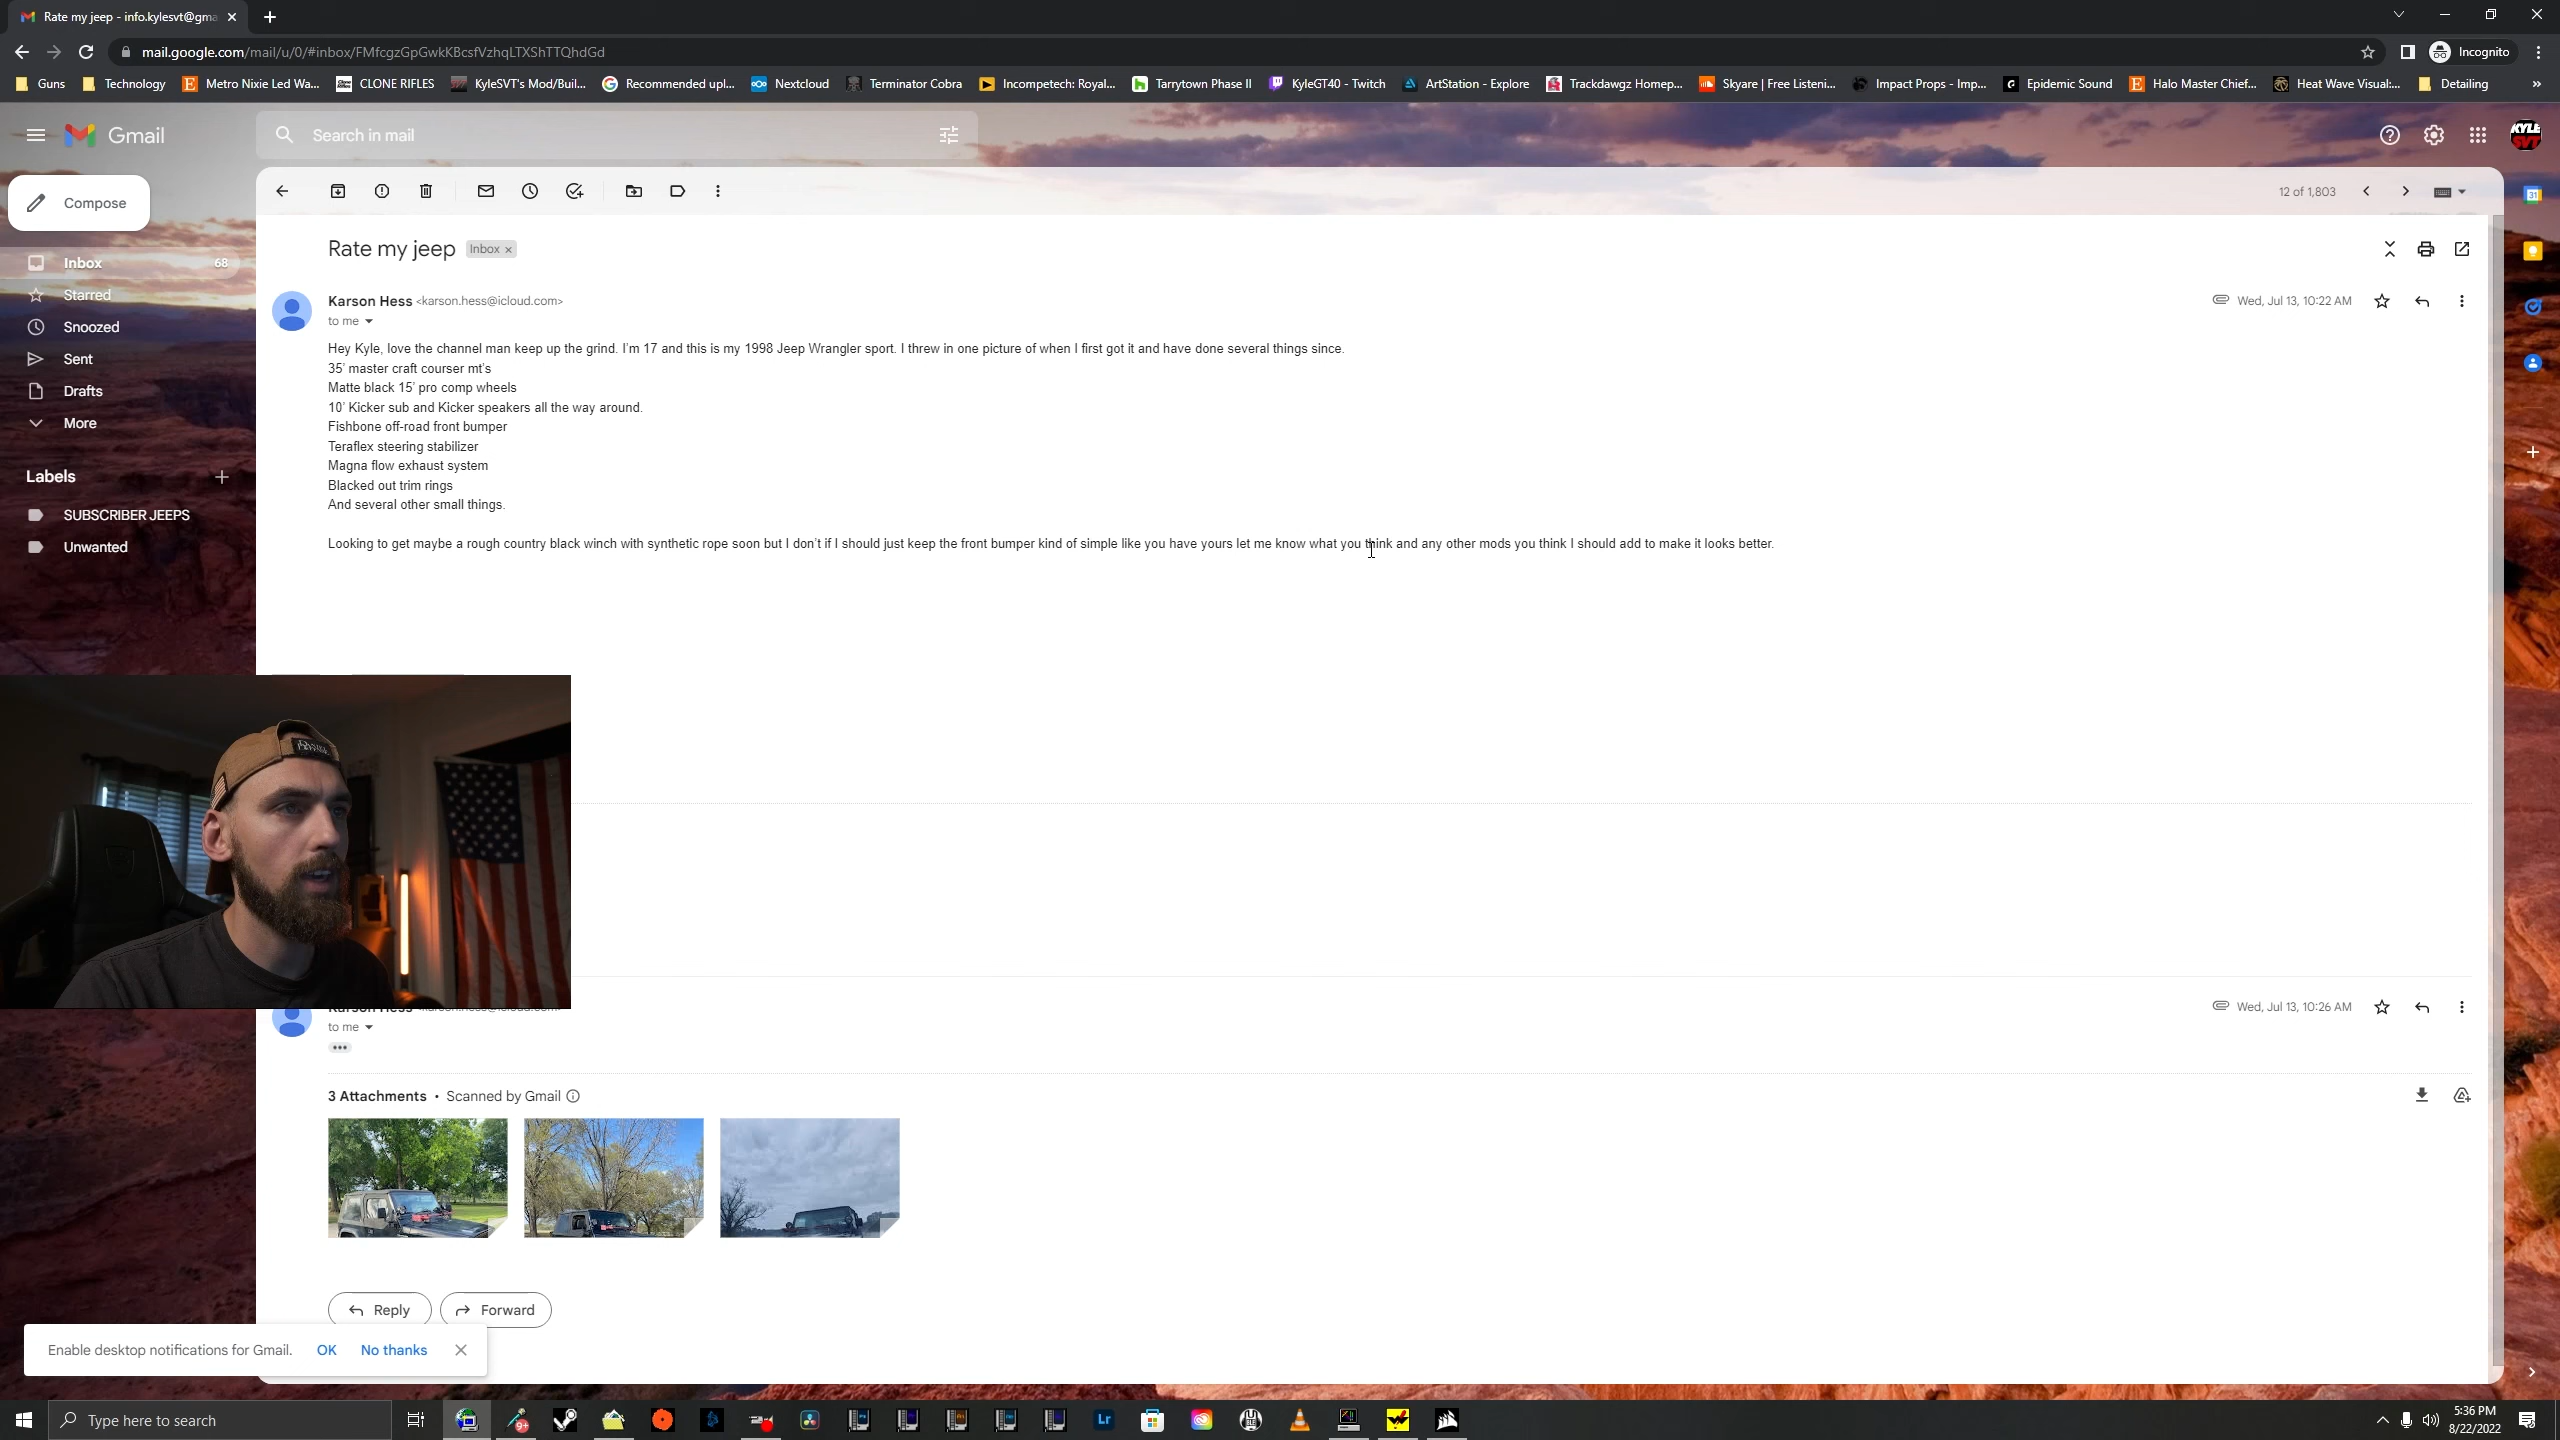 Rate my jeep - info.kylesvt@gma
mail.google.com/mail/u/0/#inbox/FMfcgzGpGwkKBcsfVzhqLTXShTTQhdGd
Incognito
Guns
Technology
Metro Nixie Led Wa...
CLONE RIFLES
KyleSVT's Mod/Buil...
Recommended upl...
Nextcloud
Terminator Cobra
Incompetech: Royal...
Tarrytown Phase II
KyleGT40 - Twitch
ArtStation - Explore
Trackdawgz Homep...
Skyare | Free Listeni...
Impact Props - Imp...
Epidemic Sound
Halo Master Chief...
Heat Wave Visual:...
Detailing
»
Gmail
Search in mail
KYLE
SVT
Compose
12 of 1,803
Inbox 68
Starred
Snoozed
Sent
Drafts
More
Labels
SUBSCRIBER JEEPS
Unwanted
Rate my jeep Inbox x
Karson Hess <karson.hess@icloud.com>
Wed, Jul 13, 10:22 AM
to me
Hey Kyle, love the channel man keep up the grind. I'm 17 and this is my 1998 Jeep Wrangler sport. I threw in one picture of when I first got it and have done several things since.
35' master craft courser mt's
Matte black 15' pro comp wheels
10' Kicker sub and Kicker speakers all the way around.
Fishbone off-road front bumper
Teraflex steering stabilizer
Magna flow exhaust system
Blacked out trim rings
And several other small things.
Looking to get maybe a rough country black winch with synthetic rope soon but I don't if I should just keep the front bumper kind of simple like you have yours let me know what you think and any other mods you think I should add to make it looks better.
Karson Hess <karson.hess@icloud.com>
Wed, Jul 13, 10:26 AM
to me
3 Attachments • Scanned by Gmail
Reply
Forward
Enable desktop notifications for Gmail. OK No thanks
Type here to search
9+
Lr
5:36 PM
8/22/2022